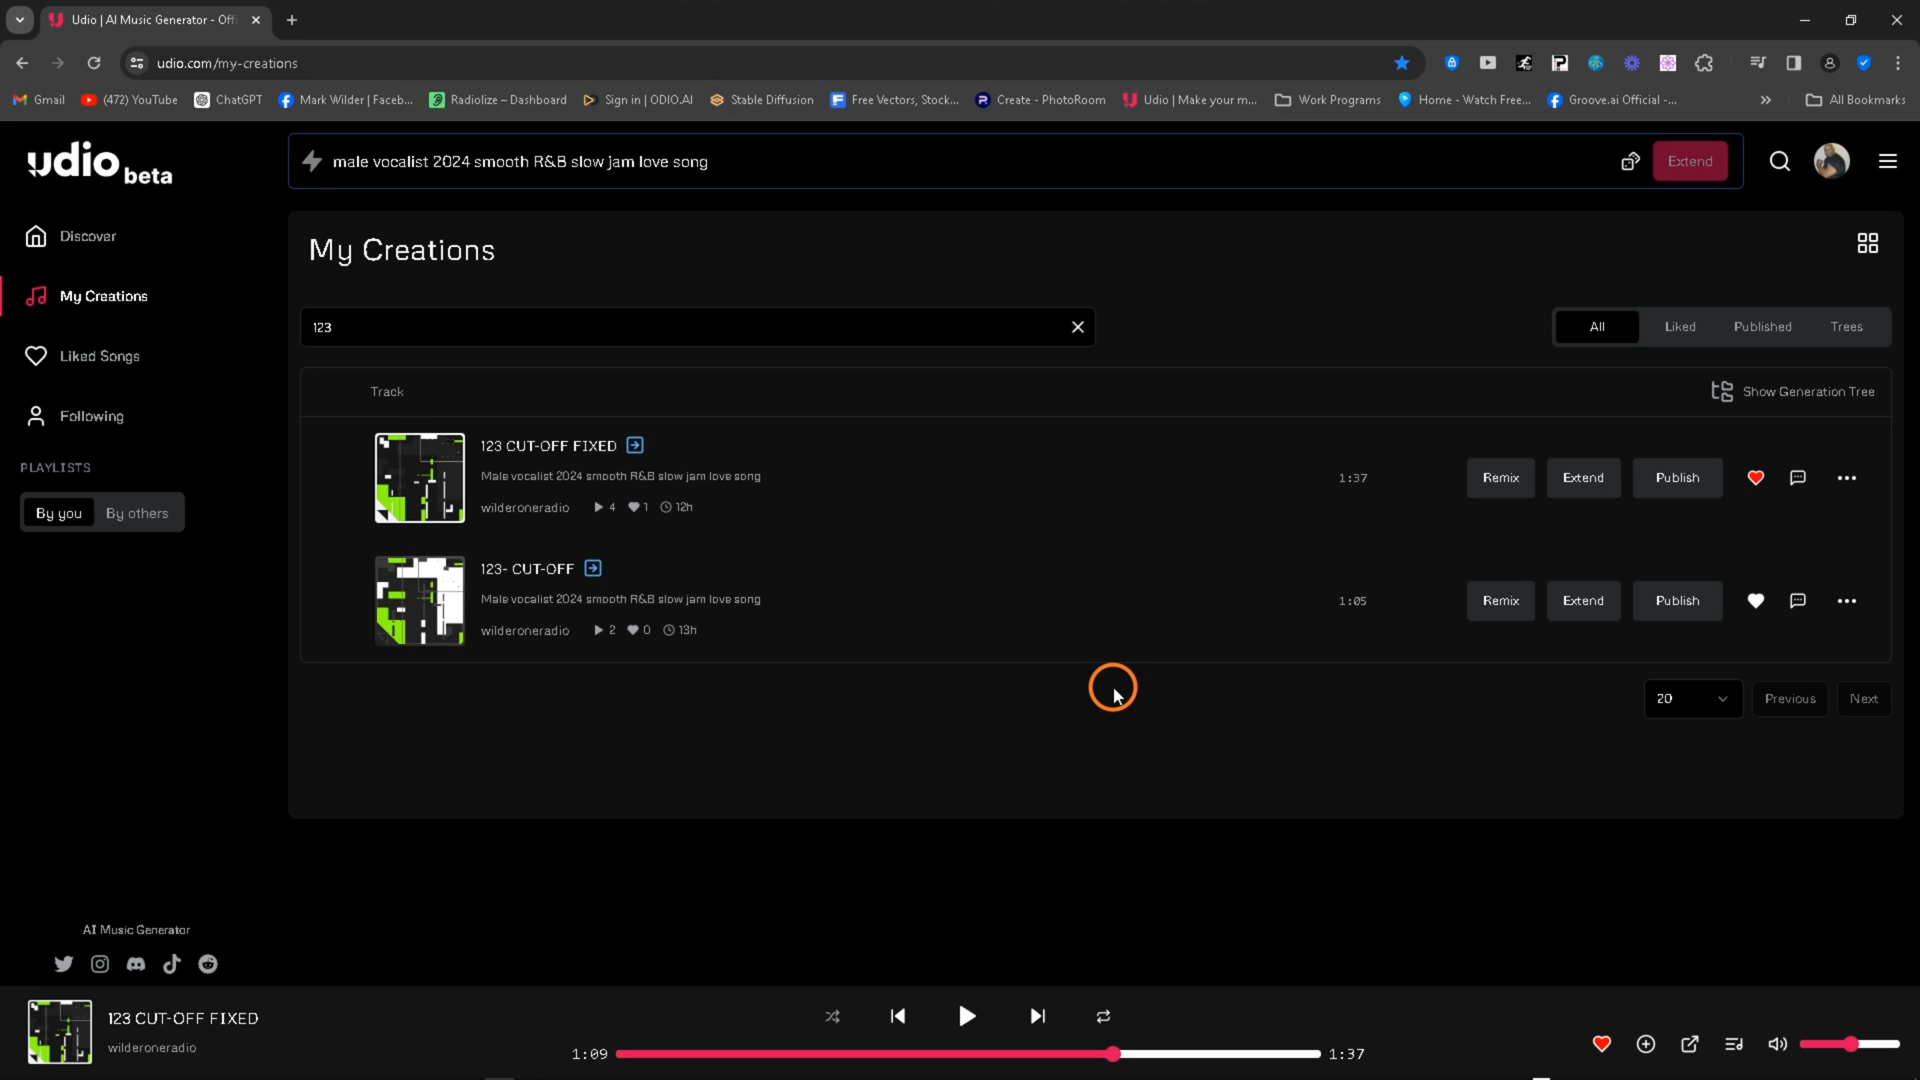 Udio | AI Music Generator - Offi
udio.com/my-creations
Gmail
(472) YouTube
ChatGPT
Mark Wilder | Faceb...
Radiolize – Dashboard
Sign in | ODIO.AI
Stable Diffusion
Free Vectors, Stock...
Create - PhotoRoom
Udio | Make your m...
Work Programs
Home - Watch Free...
Groove.ai Official -...
All Bookmarks
udio beta
male vocalist 2024 smooth R&B slow jam love song
Extend
Discover
My Creations
Liked Songs
Following
PLAYLISTS
By you
By others
My Creations
123
All
Liked
Published
Trees
Track
Show Generation Tree
123 CUT-OFF FIXED
Male vocalist 2024 smooth R&B slow jam love song
wilderoneradio 4 1 12h
1:37
Remix
Extend
Publish
123- CUT-OFF
Male vocalist 2024 smooth R&B slow jam love song
wilderoneradio 2 0 13h
1:05
Remix
Extend
Publish
20
Previous
Next
AI Music Generator
123 CUT-OFF FIXED
wilderoneradio
1:09
1:37